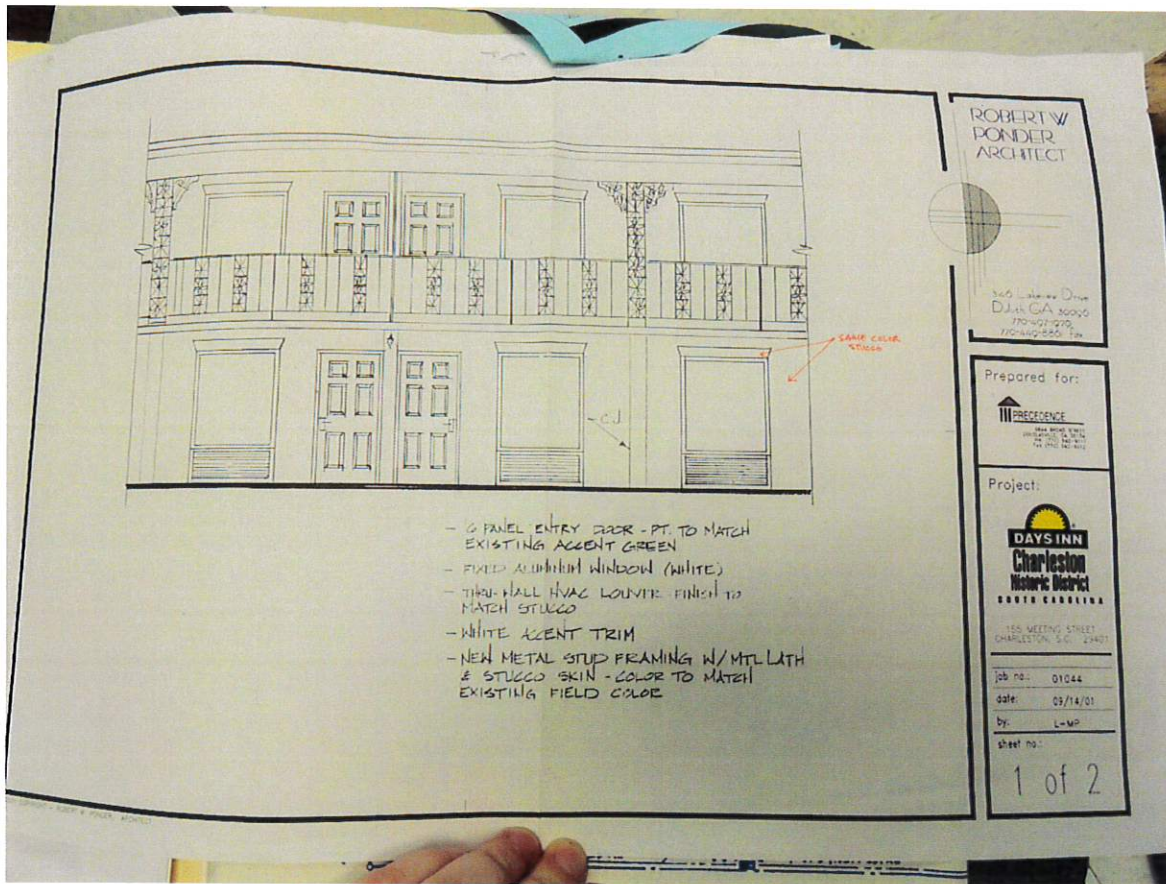 ROBERT W
PONDER
ARCHITECT
Duluth GA 30096
Prepared for:
PRECEDENCE
Project:
DAYS INN
Charleston
Historic District
SOUTH CAROLINA
155 MEETING STREET
CHARLESTON, S.C. 29401
job no.: 01044
date: 09/14/01
by: L-MP
sheet no.:
1 of 2
SAME COLOR
STUCCO
C.J
- 6 PANEL ENTRY DOOR - PT. TO MATCH
EXISTING ACCENT GREEN
- FIXED ALUMINUM WINDOW (WHITE)
- THRU-WALL HVAC LOUVER FINISH TO
MATCH STUCCO
- WHITE ACCENT TRIM
- NEW METAL STUD FRAMING W/ MTL LATH
& STUCCO SKIN - COLOR TO MATCH
EXISTING FIELD COLOR